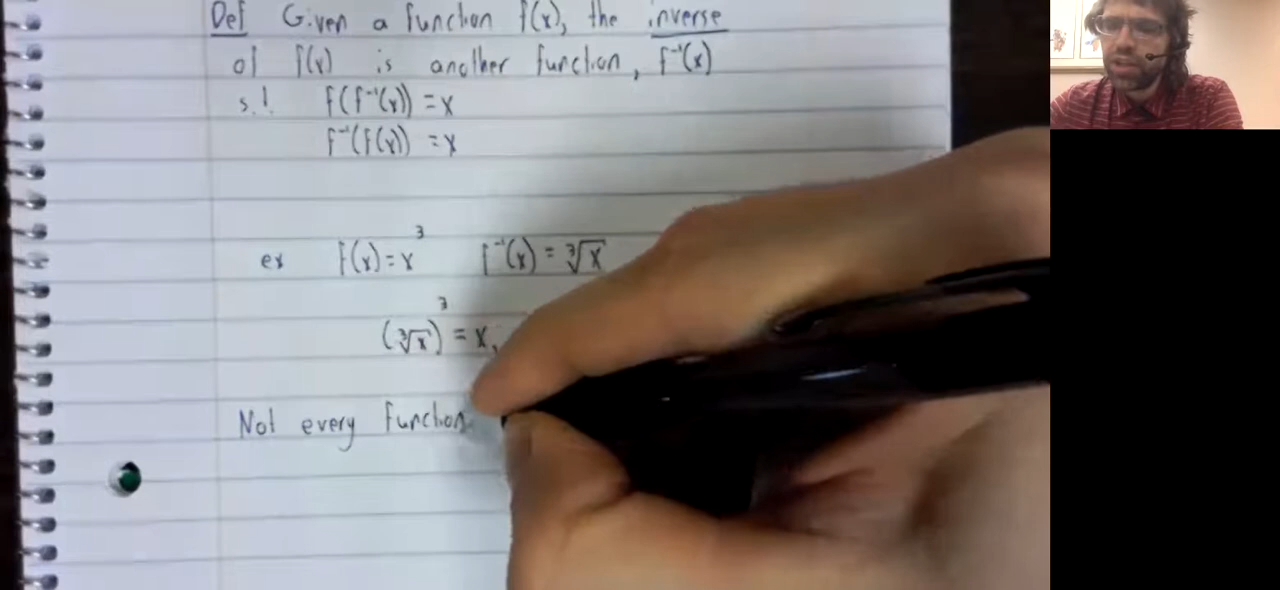 Def Given a function f(x), the inverse
of f(x) is another function, f⁻¹(x)
s.t. f(f⁻¹(x)) = x
f⁻¹(f(x)) = x
ex f(x) = x³ f⁻¹(x) = ∛x
(∛x)³ = x,
Not every function